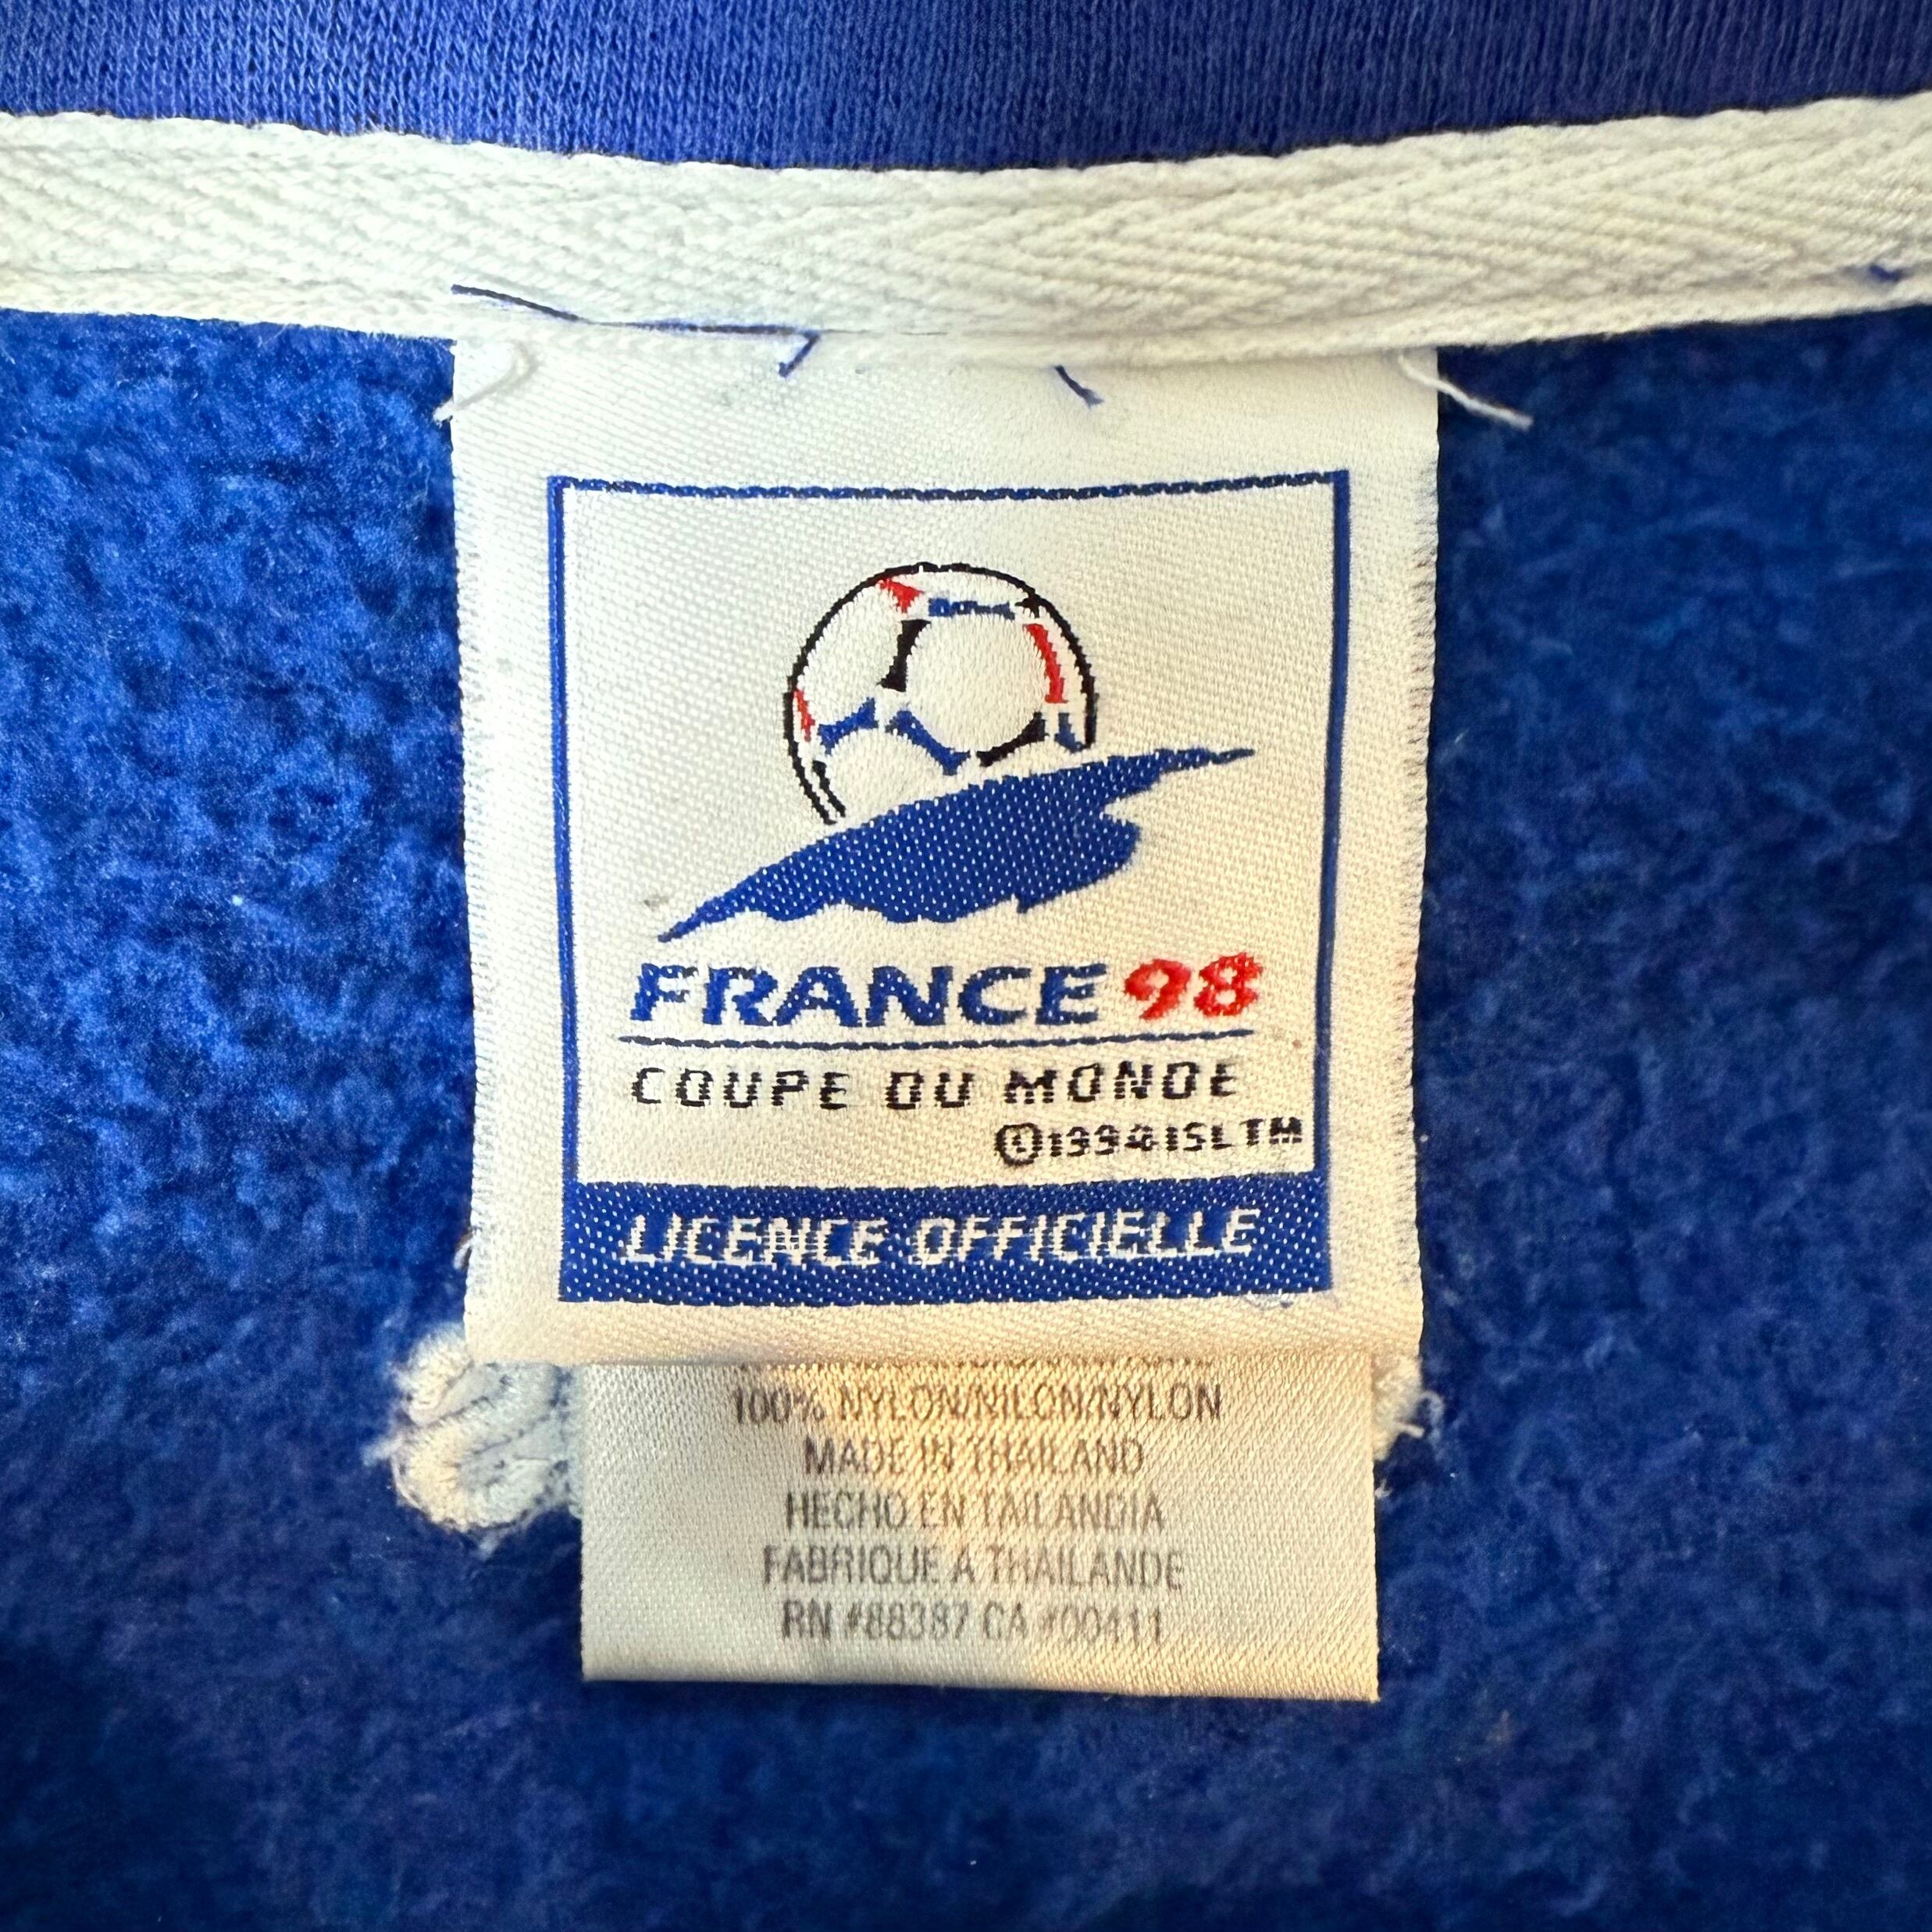 FRANCE 98
COUPE DU MONDE
©1994 ISL TM
LICENCE OFFICIELLE
100% NYLON/NILON/NYLON
MADE IN THAILAND
HECHO EN TAILANDIA
FABRIQUE A THAILANDE
RN #88387 CA #00411